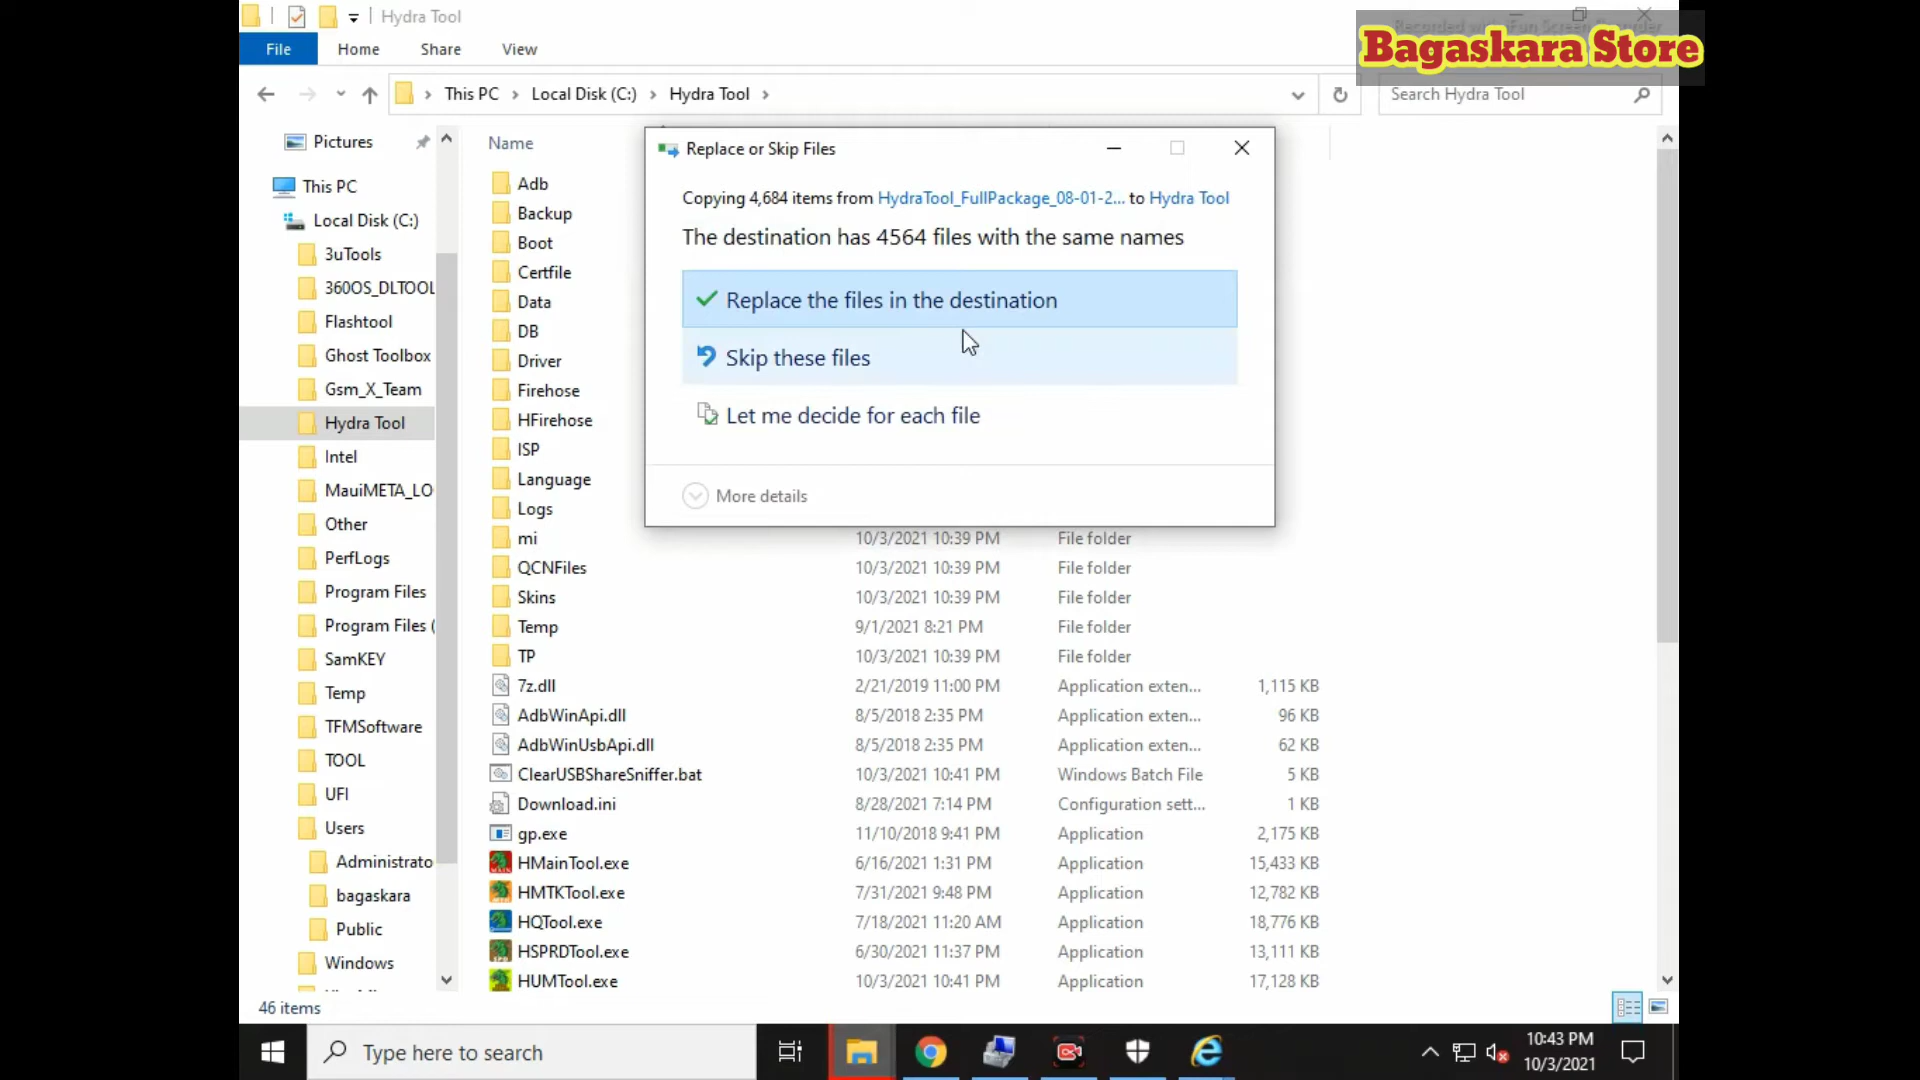 Hydra Tool
Bagaskara Store
File
Home
Share
View
This PC
Local Disk (C:)
Hydra Tool
Search Hydra Tool
Pictures
This PC
Local Disk (C:)
3uTools
360OS_DLTOOL
Flashtool
Ghost Toolbox
Gsm_X_Team
Hydra Tool
Intel
MauiMETA_LO
Other
PerfLogs
Program Files
Program Files (
SamKEY
Temp
TFMSoftware
TOOL
UFI
Users
Administrato
bagaskara
Public
Windows
Name
Adb
Backup
Boot
Certfile
Data
DB
Driver
Firehose
HFirehose
ISP
Language
Logs
mi 10/3/2021 10:39 PM File folder
QCNFiles 10/3/2021 10:39 PM File folder
Skins 10/3/2021 10:39 PM File folder
Temp 9/1/2021 8:21 PM File folder
TP 10/3/2021 10:39 PM File folder
7z.dll 2/21/2019 11:00 PM Application exten... 1,115 KB
AdbWinApi.dll 8/5/2018 2:35 PM Application exten... 96 KB
AdbWinUsbApi.dll 8/5/2018 2:35 PM Application exten... 62 KB
ClearUSBShareSniffer.bat 10/3/2021 10:41 PM Windows Batch File 5 KB
Download.ini 8/28/2021 7:14 PM Configuration sett... 1 KB
gp.exe 11/10/2018 9:41 PM Application 2,175 KB
HMainTool.exe 6/16/2021 1:31 PM Application 15,433 KB
HMTKTool.exe 7/31/2021 9:48 PM Application 12,782 KB
HQTool.exe 7/18/2021 11:20 AM Application 18,776 KB
HSPRDTool.exe 6/30/2021 11:37 PM Application 13,111 KB
HUMTool.exe 10/3/2021 10:41 PM Application 17,128 KB
Replace or Skip Files
Copying 4,684 items from HydraTool_FullPackage_08-01-2... to Hydra Tool
The destination has 4564 files with the same names
Replace the files in the destination
Skip these files
Let me decide for each file
More details
46 items
Type here to search
10:43 PM
10/3/2021